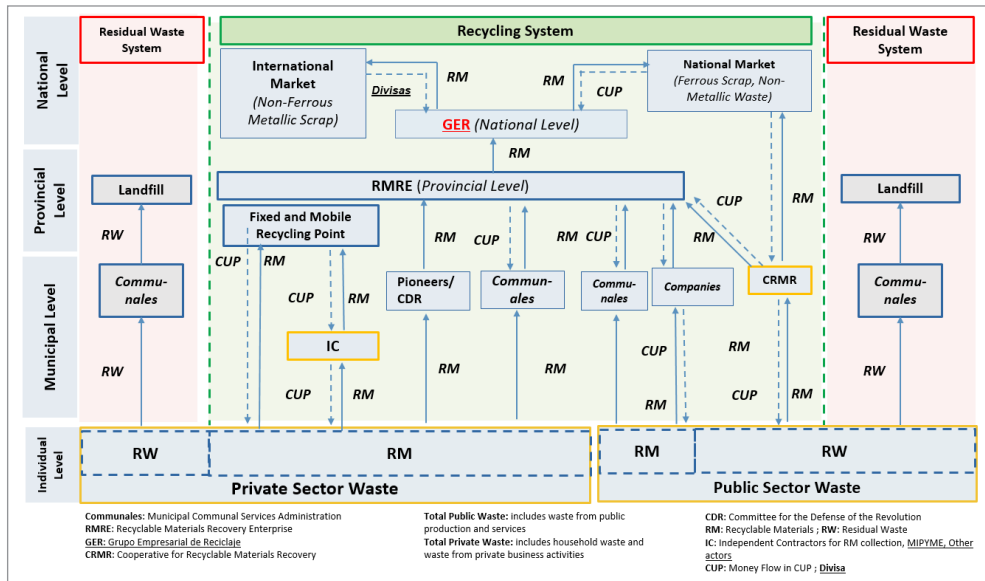 Residual Waste
System
Recycling System
Residual Waste
System
National
Level
International
Market
(Non-Ferrous
Metallic Scrap)
RM
Divisas
RM
CUP
National Market
(Ferrous Scrap, Non-
Metallic Waste)
GER (National Level)
RM
Provincial
Level
Landfill
RMRE (Provincial Level)
CUP
RM
Landfill
Fixed and Mobile
Recycling Point
RW
CUP
RM
RM
CUP
RM
CUP
RM
RM
RW
Municipal Level
Commu-
nales
Pioneers/
CDR
Commun-
ales
Commu-
nales
Companies
CRMR
Commu-
nales
CUP
RM
IC
RW
CUP
RM
RM
RM
CUP
RM
RM
CUP
RM
RW
Individual
Level
RW
RM
RM
RW
Private Sector Waste
Public Sector Waste
Communales: Municipal Communal Services Administration
RMRE: Recyclable Materials Recovery Enterprise
GER: Grupo Empresarial de Reciclaje
CRMR: Cooperative for Recyclable Materials Recovery
Total Public Waste: includes waste from public
production and services
Total Private Waste: includes household waste and
waste from private business activities
CDR: Committee for the Defense of the Revolution
RM: Recyclable Materials ; RW: Residual Waste
IC: Independent Contractors for RM collection, MIPYME, Other
actors
CUP: Money Flow in CUP ; Divisa